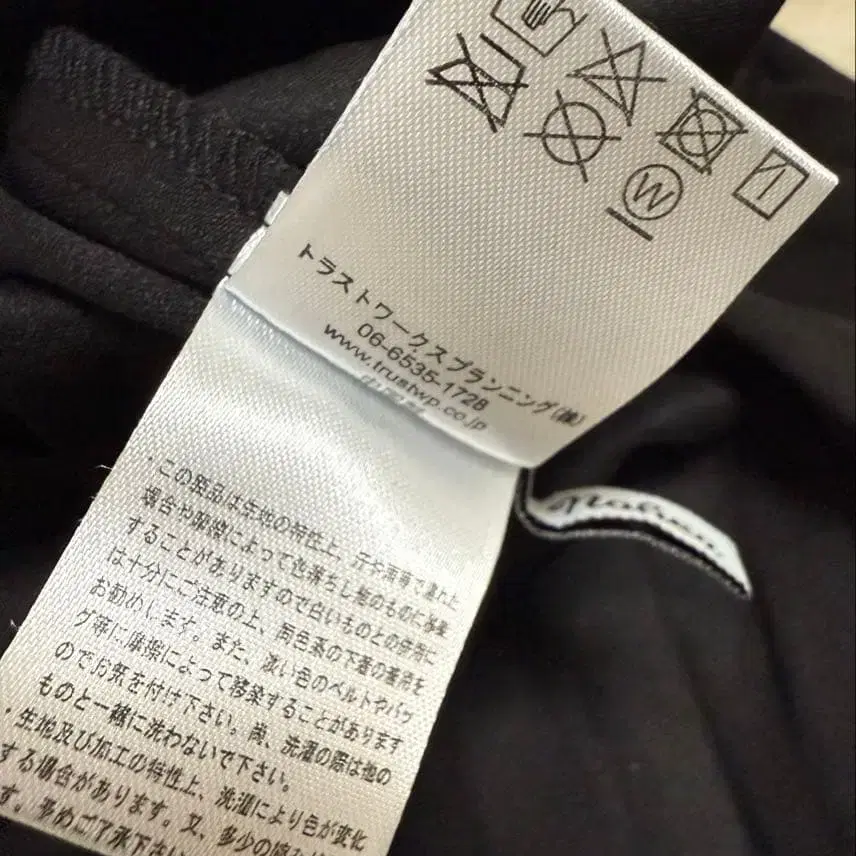 W
トラストワークスプランニング(株)
06-6535-1728
www.trustwp.co.jp
・この製品は生地の特性上、汗や雨等で濡れた
場合や摩擦によって色落ちし他のものに移染
することがありますので白いものとの併用に
は十分にご注意の上、同色系の下着の着用を
お勧めします。また、淡い色のベルトやバッ
グ等に摩擦によって移染することがあります
のでお気を付け下さい。尚、洗濯の際は他の
ものと一緒に洗わないで下さい。
・生地及び加工の特性上、洗濯により色が変化
する場合があります。又、多少の
す。予めご了承下さい